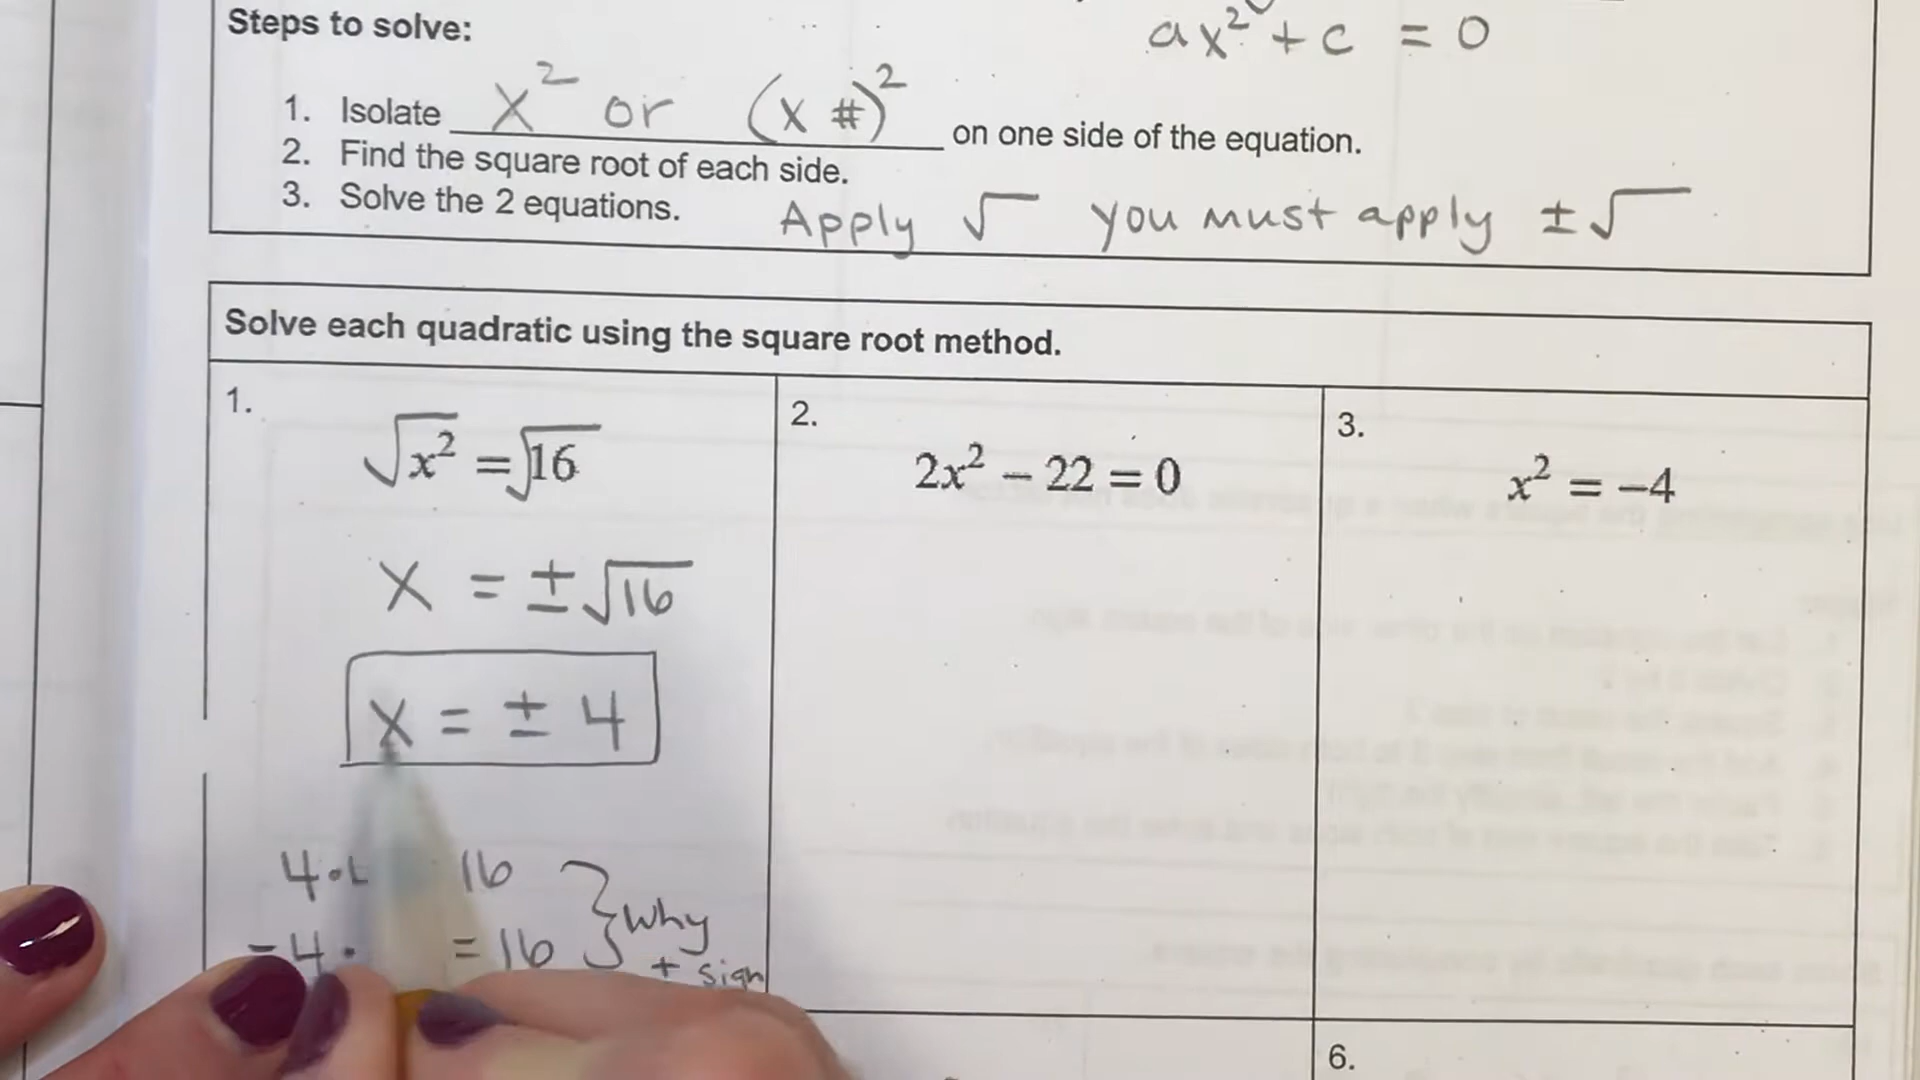 Steps to solve:
ax² + c = 0
1. Isolate x² or (x #)² on one side of the equation.
2. Find the square root of each side.
3. Solve the 2 equations.
Apply √ you must apply ±√
Solve each quadratic using the square root method.
1.
√x² = √16
x = ±√16
x = ± 4
4· 16
-4· = 16
} why
+ sign
2.
2x² – 22 = 0
3.
x² = –4
6.